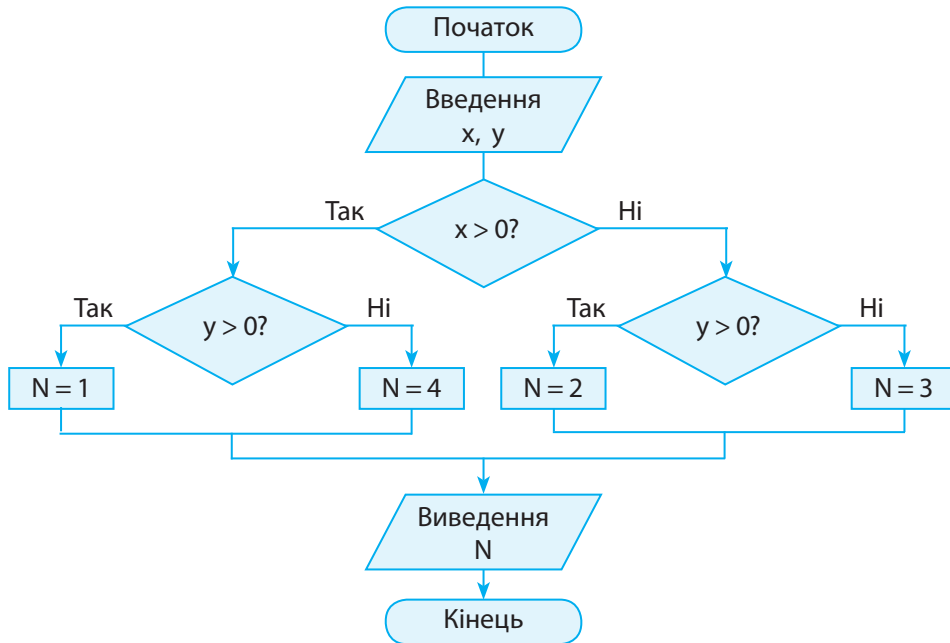 Початок
Введення
x, y
Так
x > 0?
Ні
Так
y > 0?
Ні
Так
y > 0?
Ні
N = 1
N = 4
N = 2
N = 3
Виведення
N
Кінець